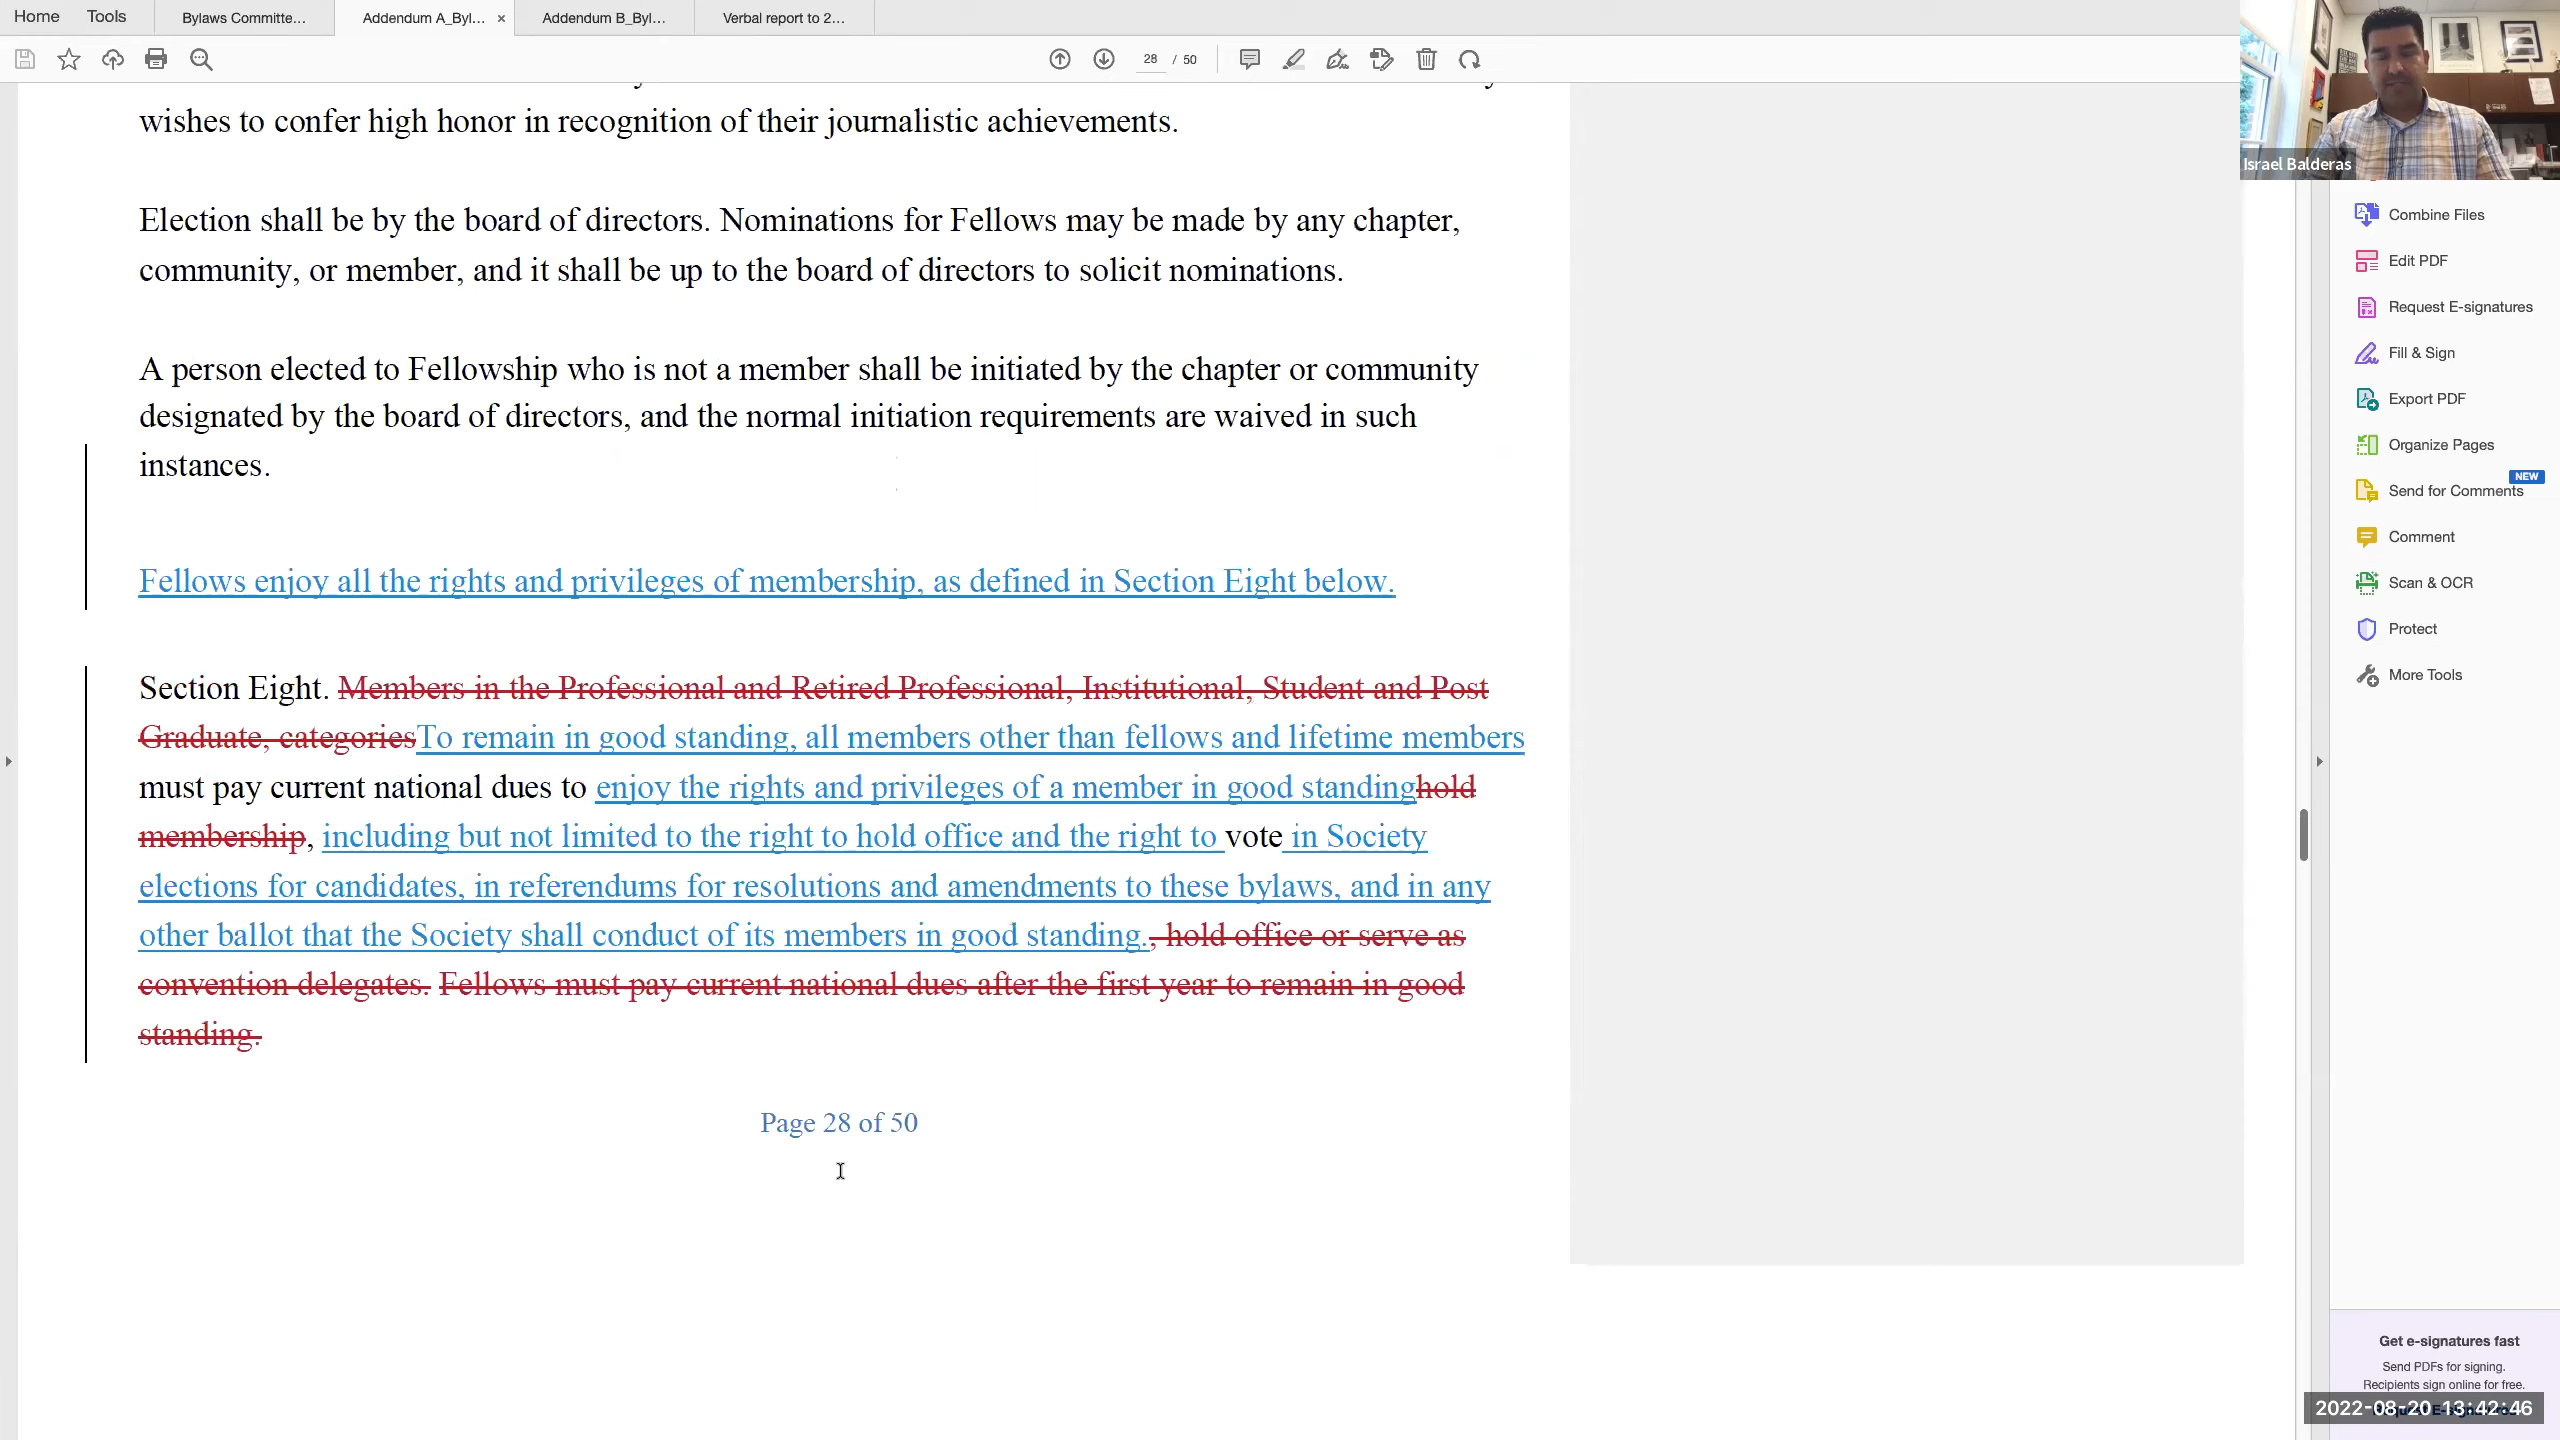 Home Tools Bylaws Committe... Addendum A_Byl... × Addendum B_Byl... Verbal report to 2...
28 / 50
wishes to confer high honor in recognition of their journalistic achievements.
Election shall be by the board of directors. Nominations for Fellows may be made by any chapter,
community, or member, and it shall be up to the board of directors to solicit nominations.
A person elected to Fellowship who is not a member shall be initiated by the chapter or community
designated by the board of directors, and the normal initiation requirements are waived in such
instances.
Fellows enjoy all the rights and privileges of membership, as defined in Section Eight below.
Section Eight. Members in the Professional and Retired Professional, Institutional, Student and Post
Graduate, categoriesTo remain in good standing, all members other than fellows and lifetime members
must pay current national dues to enjoy the rights and privileges of a member in good standinghold
membership, including but not limited to the right to hold office and the right to vote in Society
elections for candidates, in referendums for resolutions and amendments to these bylaws, and in any
other ballot that the Society shall conduct of its members in good standing., hold office or serve as
convention delegates. Fellows must pay current national dues after the first year to remain in good
standing.
Page 28 of 50
Israel Balderas
Combine Files
Edit PDF
Request E-signatures
Fill & Sign
Export PDF
Organize Pages
NEW
Send for Comments
Comment
Scan & OCR
Protect
More Tools
Get e-signatures fast
Send PDFs for signing.
Recipients sign online for free.
2022-08-20 13:42:46